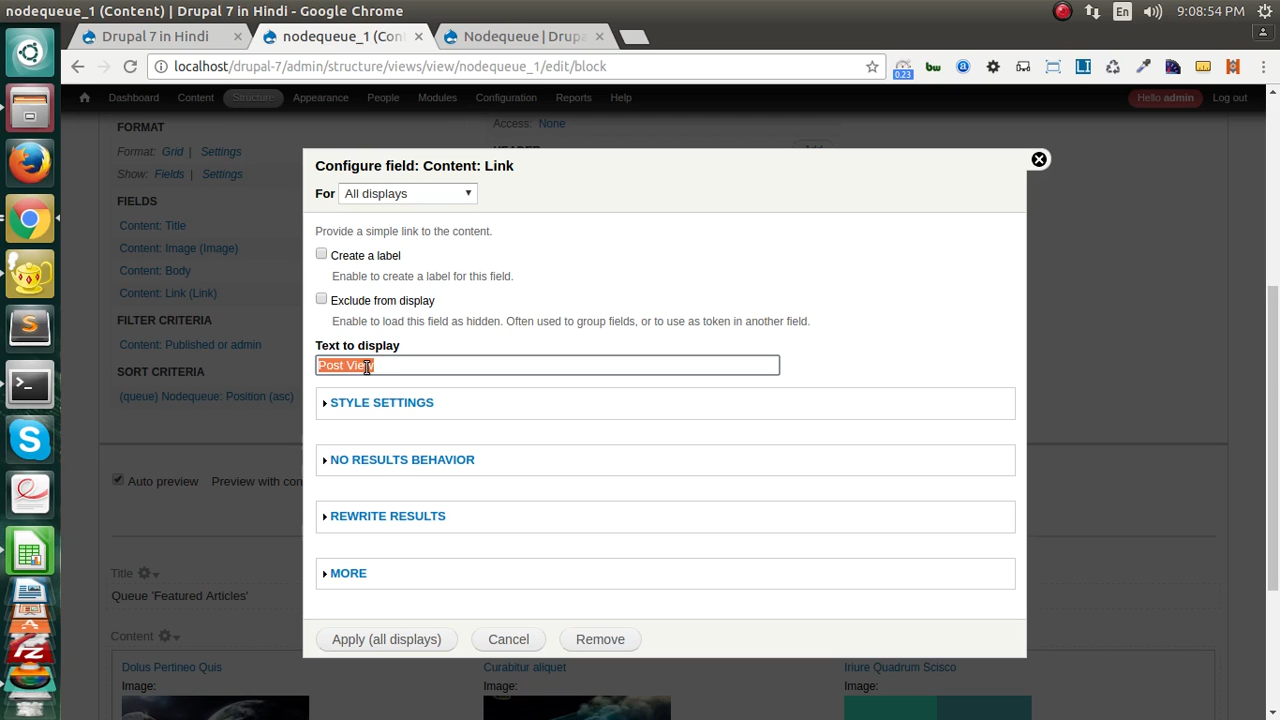 nodequeue_1 (Content) | Drupal 7 in Hindi - Google Chrome
En
9:08:54 PM
Drupal 7 in Hindi
nodequeue_1 (Con
Nodequeue | Drupa
localhost/drupal-7/admin/structure/views/view/nodequeue_1/edit/block
0.23
bw
LI
Dashboard
Content
Structure
Appearance
People
Modules
Configuration
Reports
Help
Hello admin
Log out
FORMAT
Format: Grid | Settings
Show: Fields | Settings
FIELDS
Content: Title
Content: Image (Image)
Content: Body
Content: Link (Link)
FILTER CRITERIA
Content: Published or admin
SORT CRITERIA
(queue) Nodequeue: Position (asc)
Access: None
Configure field: Content: Link
For All displays
Provide a simple link to the content.
Create a label
Enable to create a label for this field.
Exclude from display
Enable to load this field as hidden. Often used to group fields, or to use as token in another field.
Text to display
Post View
STYLE SETTINGS
NO RESULTS BEHAVIOR
REWRITE RESULTS
MORE
Apply (all displays)
Cancel
Remove
Auto preview
Preview with con
Title
Queue 'Featured Articles'
Content
Dolus Pertineo Quis
Curabitur aliquet
Iriure Quadrum Scisco
Image:
Image:
Image: